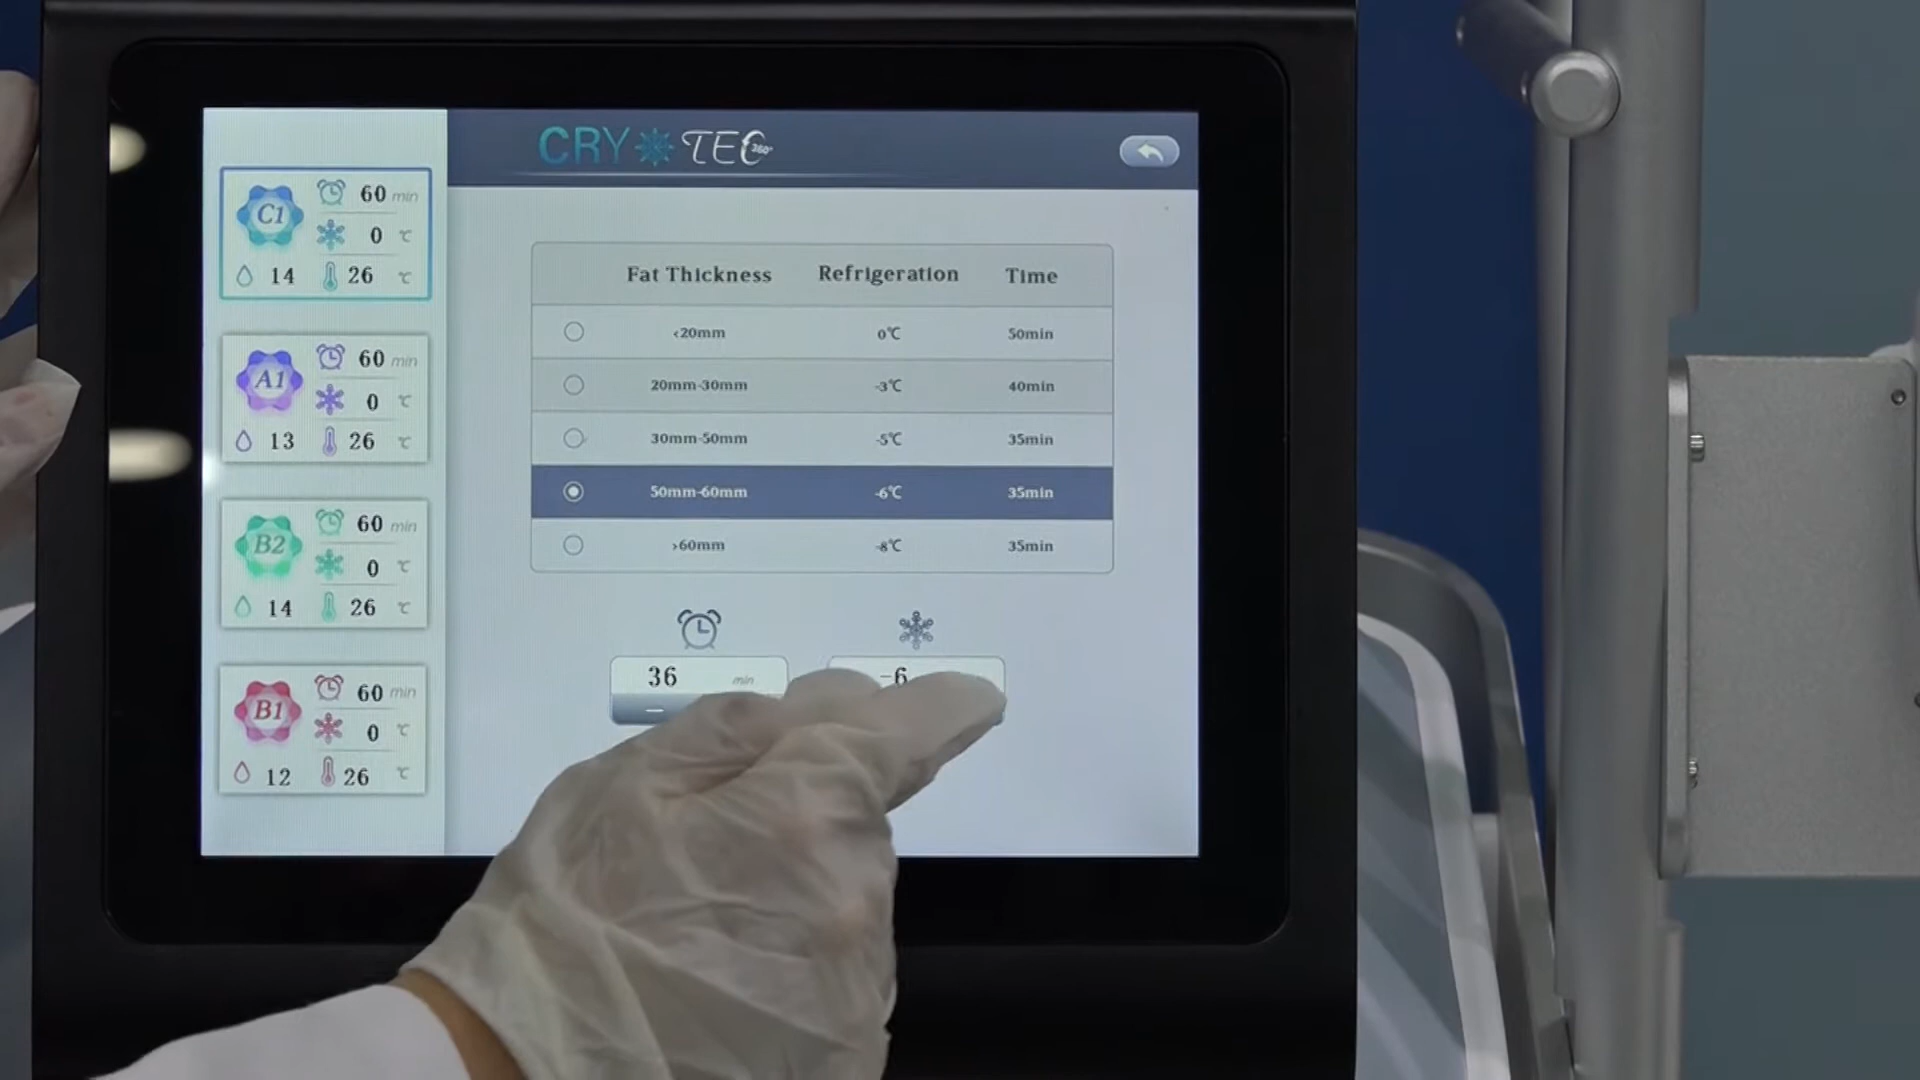 CRY TEC 360°
C1 60 min
0 ℃
14 26 ℃
A1 60 min
0 ℃
13 26 ℃
B2 60 min
0 ℃
14 26 ℃
B1 60 min
0 ℃
12 26 ℃
Fat Thickness Refrigeration Time
<20mm 0℃ 50min
20mm-30mm -3℃ 40min
30mm-50mm -5℃ 35min
50mm-60mm -6℃ 35min
>60mm -8℃ 35min
36 min -6
−